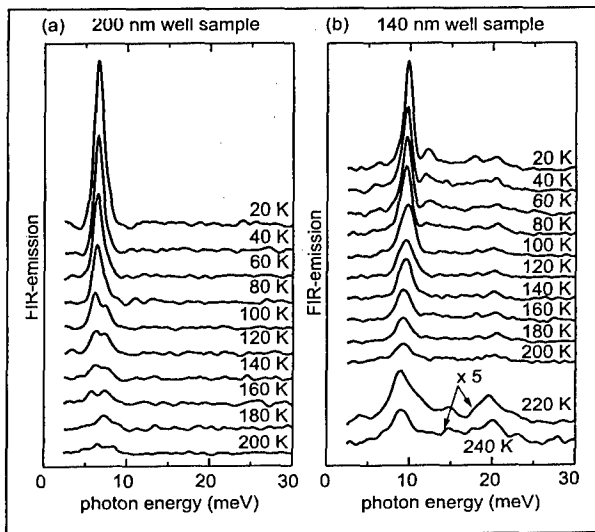 (a) 200 nm well sample
FIR-emission
20 K
40 K
60 K
80 K
100 K
120 K
140 K
160 K
180 K
200 K
0 10 20 30
photon energy (meV)
(b) 140 nm well sample
FIR-emission
20 K
40 K
60 K
80 K
100 K
120 K
140 K
160 K
180 K
200 K
x 5
220 K
240 K
0 10 20 30
photon energy (meV)